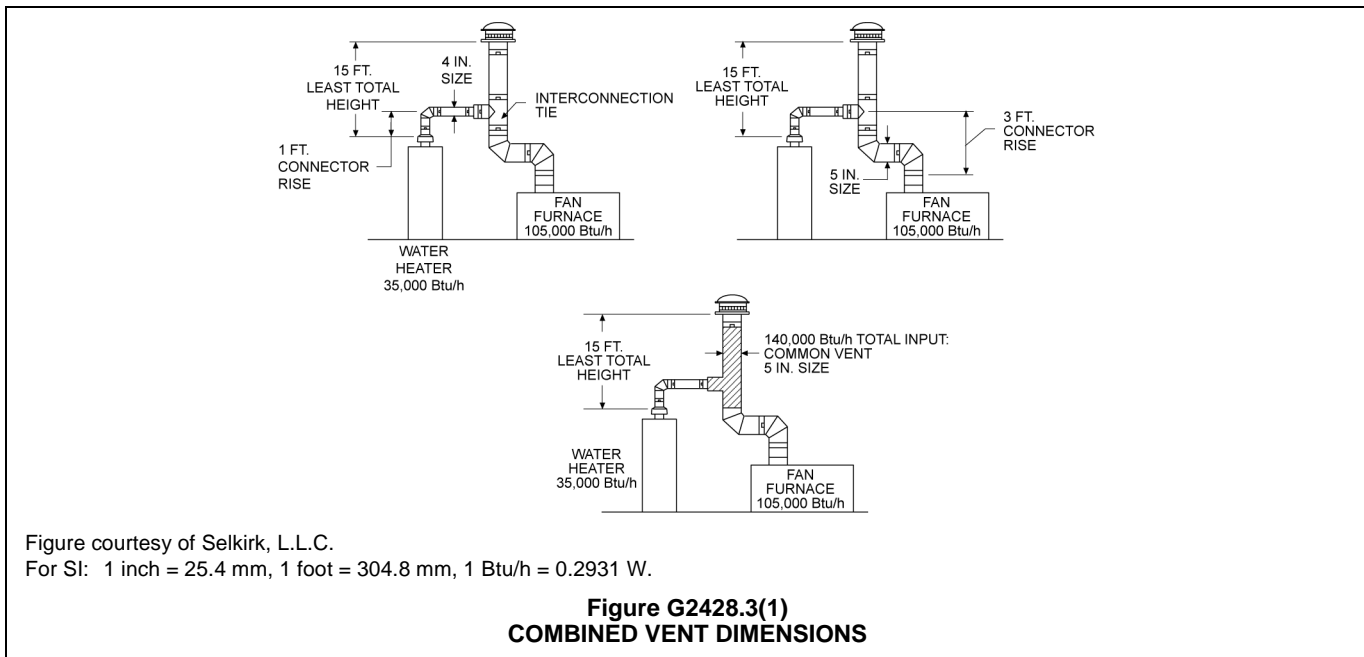 15 FT.
LEAST TOTAL
HEIGHT
4 IN.
SIZE
INTERCONNECTION
TIE
1 FT.
CONNECTOR
RISE
FAN
FURNACE
105,000 Btu/h
WATER
HEATER
35,000 Btu/h
15 FT.
LEAST TOTAL
HEIGHT
3 FT.
CONNECTOR
RISE
5 IN.
SIZE
FAN
FURNACE
105,000 Btu/h
15 FT.
LEAST TOTAL
HEIGHT
140,000 Btu/h TOTAL INPUT:
COMMON VENT
5 IN. SIZE
WATER
HEATER
35,000 Btu/h
FAN
FURNACE
105,000 Btu/h
Figure courtesy of Selkirk, L.L.C.
For SI: 1 inch = 25.4 mm, 1 foot = 304.8 mm, 1 Btu/h = 0.2931 W.
Figure G2428.3(1)
COMBINED VENT DIMENSIONS